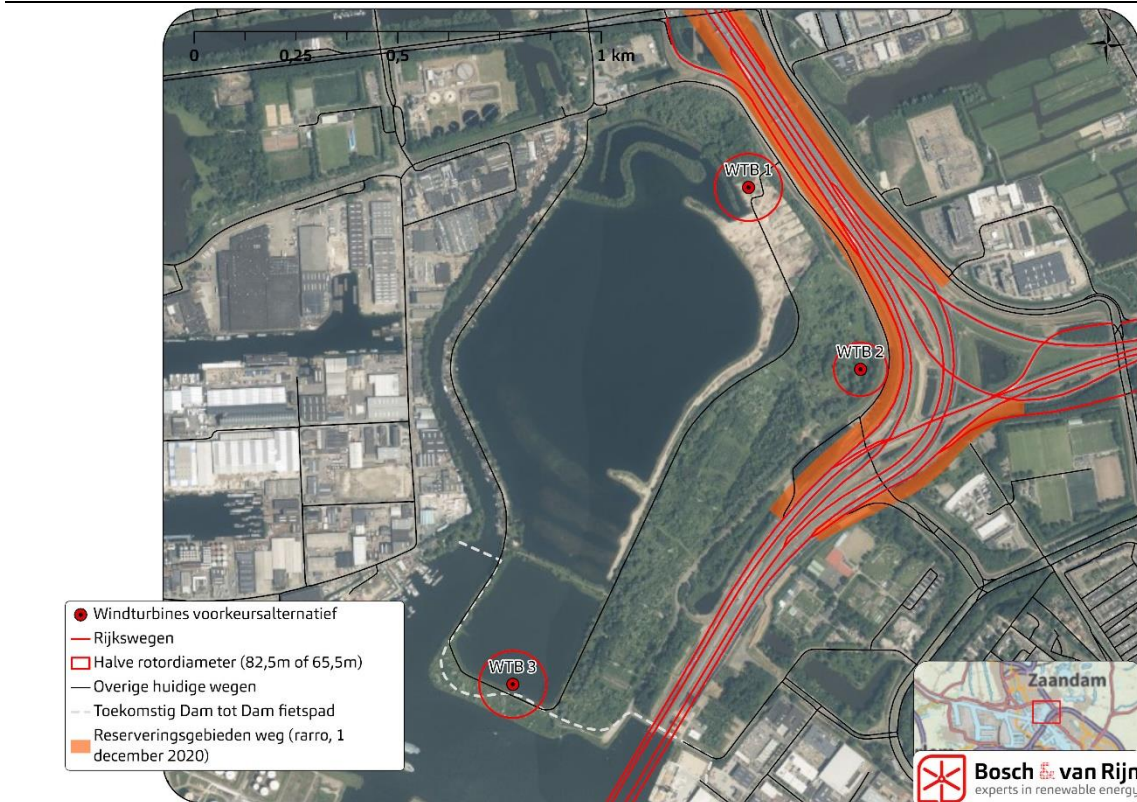 0 0,25 0,5 1 km
WTB 1
WTB 2
WTB 3
Windturbines voorkeursalternatief
Rijkswegen
Halve rotordiameter (82,5m of 65,5m)
Overige huidige wegen
Toekomstig Dam tot Dam fietspad
Reserveringsgebieden weg (rarro, 1
december 2020)
Zaandam
Bosch & van Rijn
experts in renewable energy